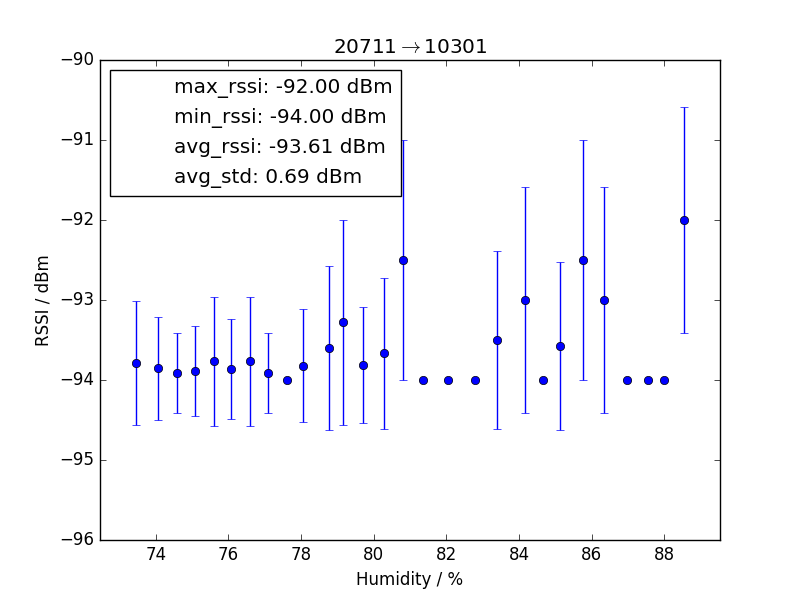 20711→10301
max_rssi: -92.00 dBm
min_rssi: -94.00 dBm
avg_rssi: -93.61 dBm
avg_std: 0.69 dBm
RSSI / dBm
−90
−91
−92
−93
−94
−95
−96
74 76 78 80 82 84 86 88
Humidity / %